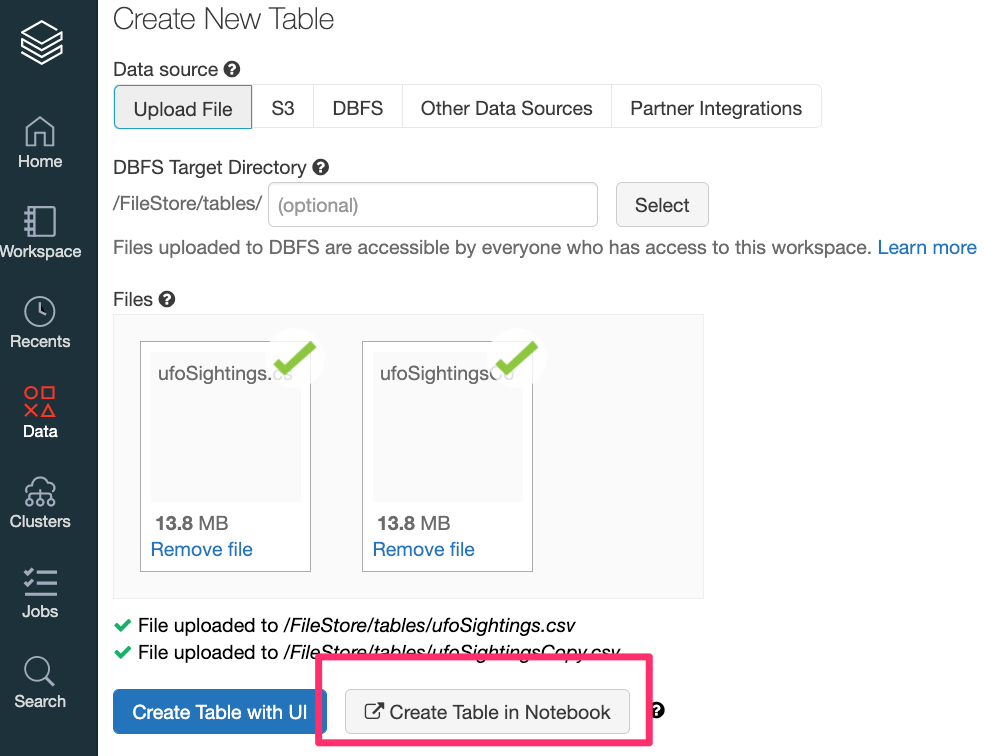 Create New Table
Data source ?
Upload File S3 DBFS Other Data Sources Partner Integrations
DBFS Target Directory ?
/FileStore/tables/ (optional) Select
Files uploaded to DBFS are accessible by everyone who has access to this workspace. Learn more
Files ?
ufoSightings.cs ufoSightingsCo
13.8 MB 13.8 MB
Remove file Remove file
File uploaded to /FileStore/tables/ufoSightings.csv
File uploaded to /FileStore/tables/ufoSightingsCopy.csv
Create Table with UI Create Table in Notebook ?
Home
Workspace
Recents
Data
Clusters
Jobs
Search